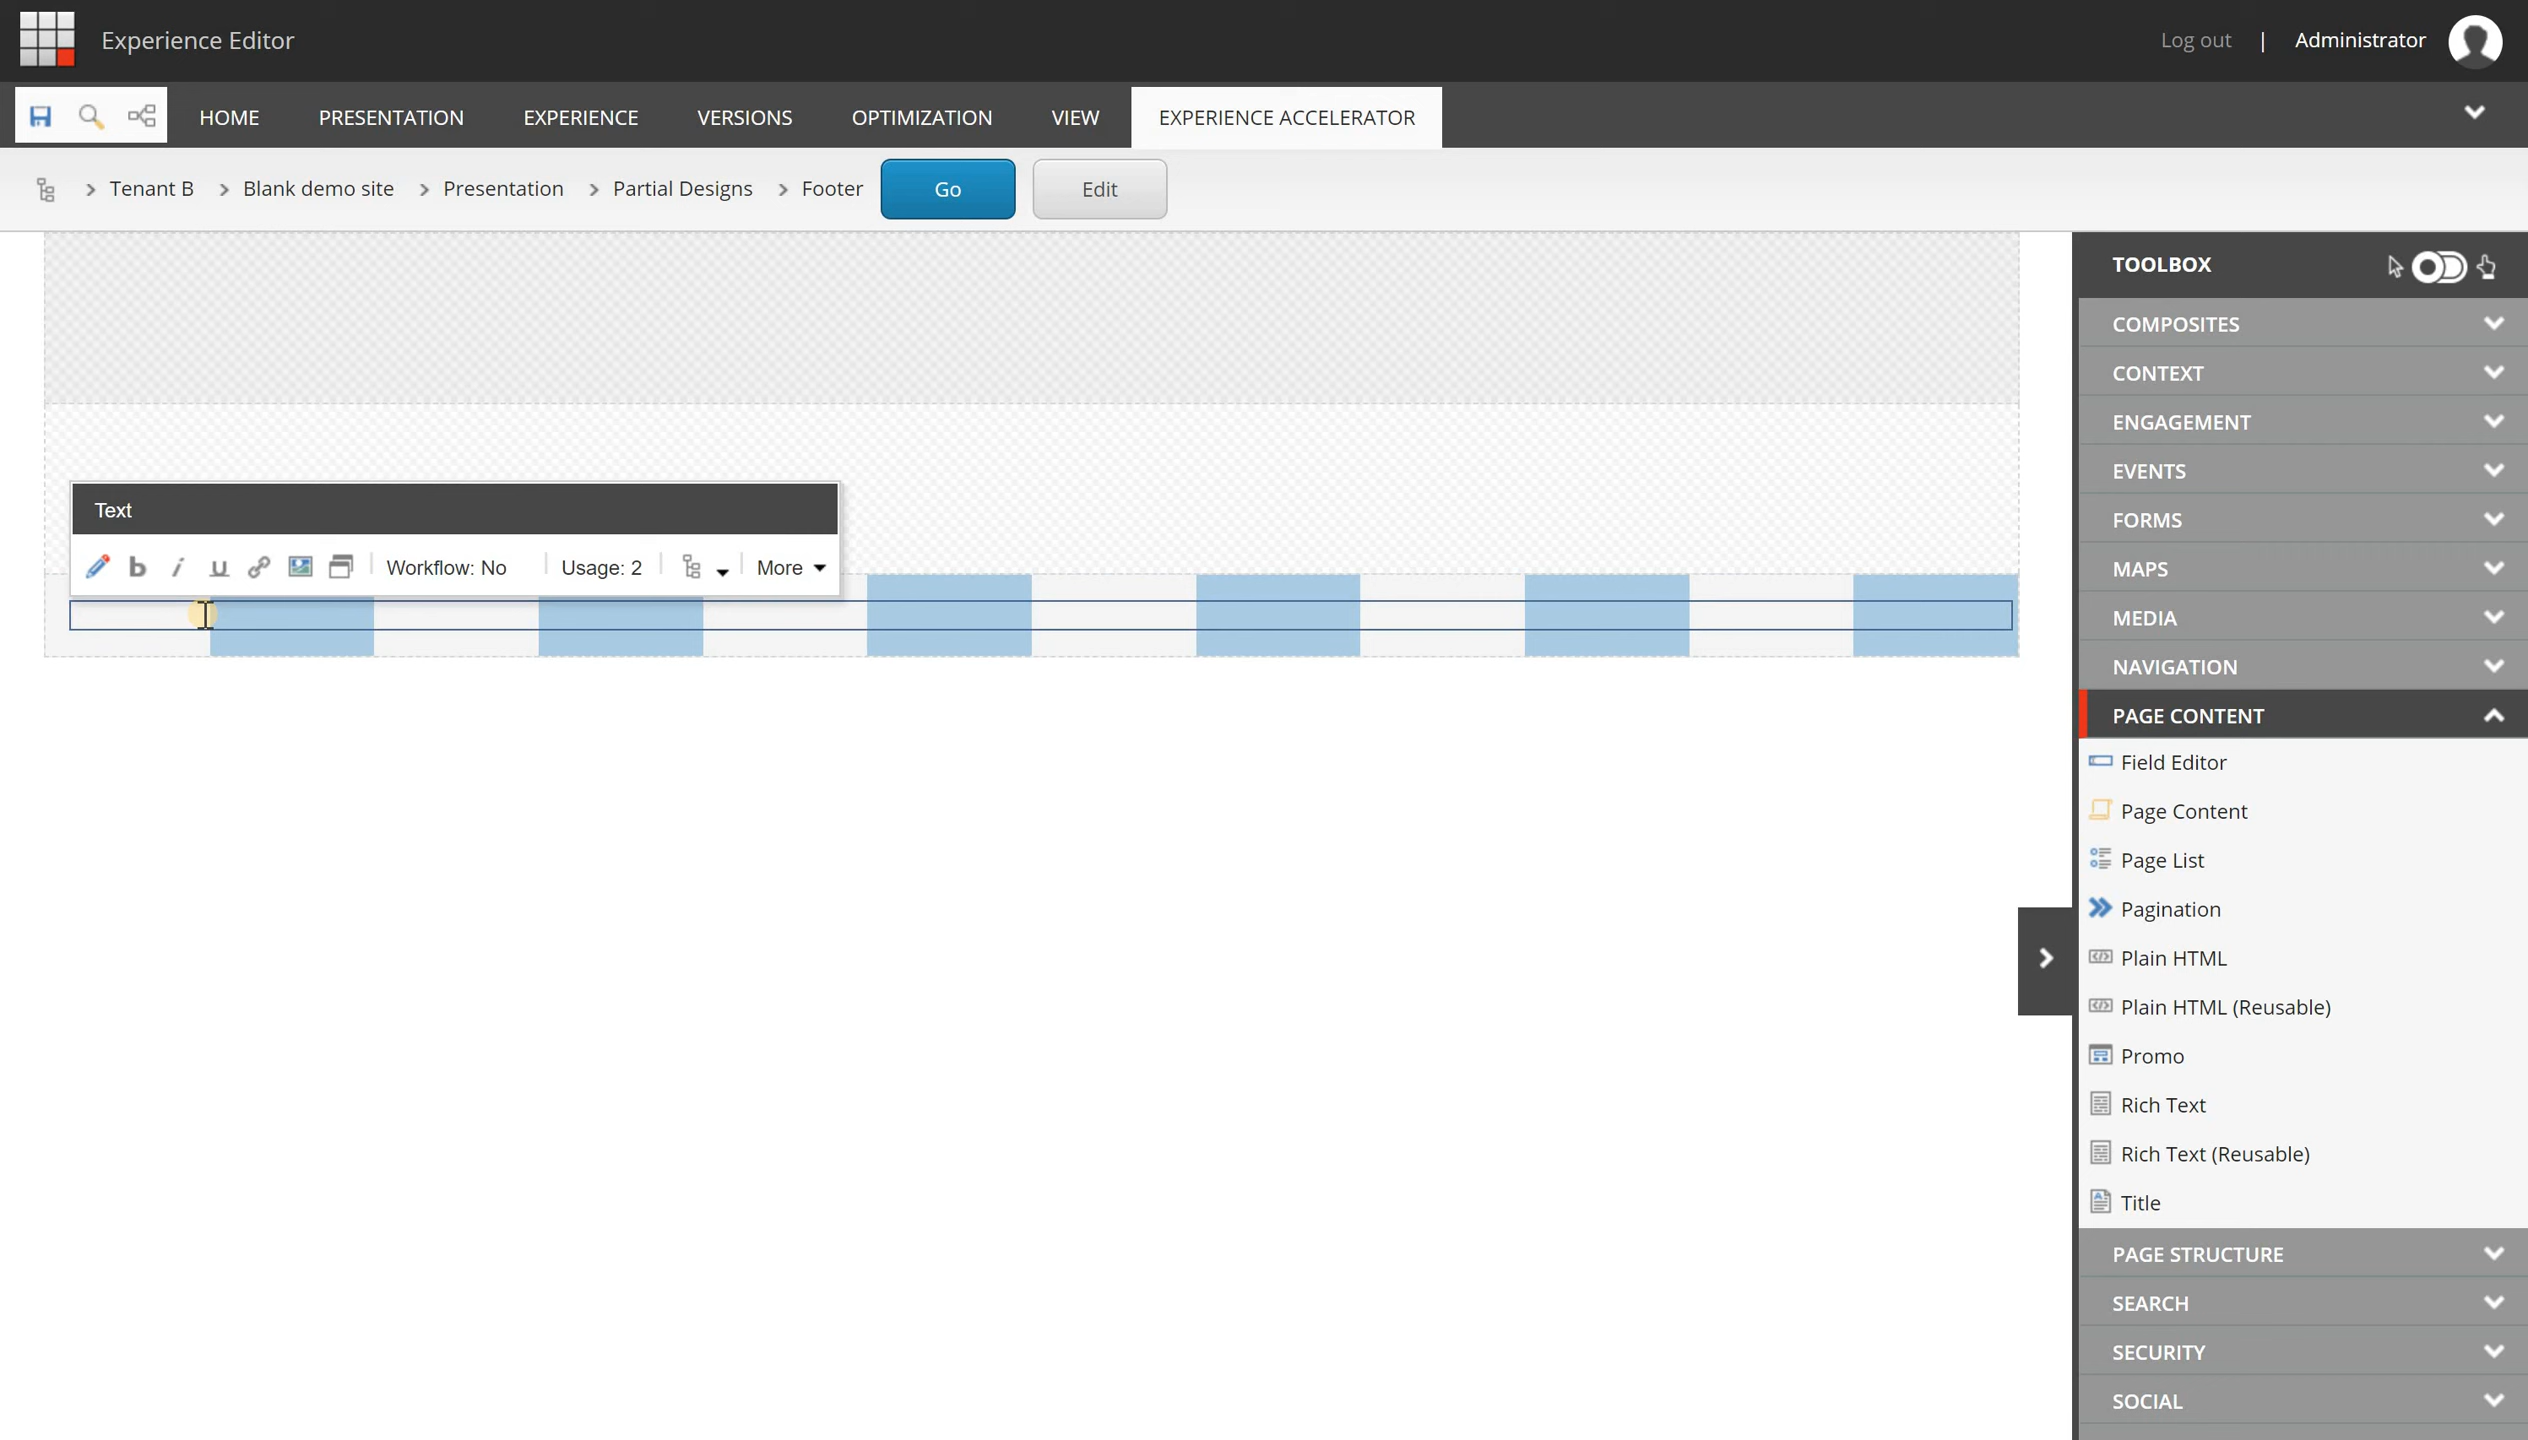 Experience Editor
Log out | Administrator
HOME PRESENTATION EXPERIENCE VERSIONS OPTIMIZATION VIEW EXPERIENCE ACCELERATOR
Tenant B Blank demo site Presentation Partial Designs Footer Go Edit
Text
b i u Workflow: No Usage: 2 More
TOOLBOX
COMPOSITES
CONTEXT
ENGAGEMENT
EVENTS
FORMS
MAPS
MEDIA
NAVIGATION
PAGE CONTENT
Field Editor
Page Content
Page List
Pagination
Plain HTML
Plain HTML (Reusable)
Promo
Rich Text
Rich Text (Reusable)
Title
PAGE STRUCTURE
SEARCH
SECURITY
SOCIAL